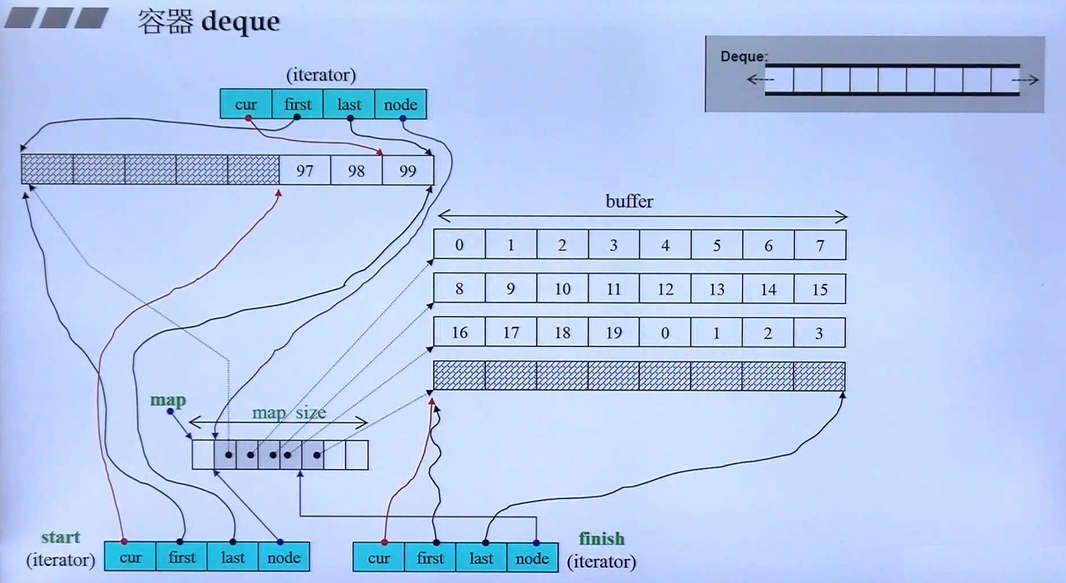 容器 deque
Deque:
(iterator)
cur first last node
97 98 99
buffer
0 1 2 3 4 5 6 7
8 9 10 11 12 13 14 15
16 17 18 19 0 1 2 3
map
map size
start
(iterator)
cur first last node
cur first last node
finish
(iterator)